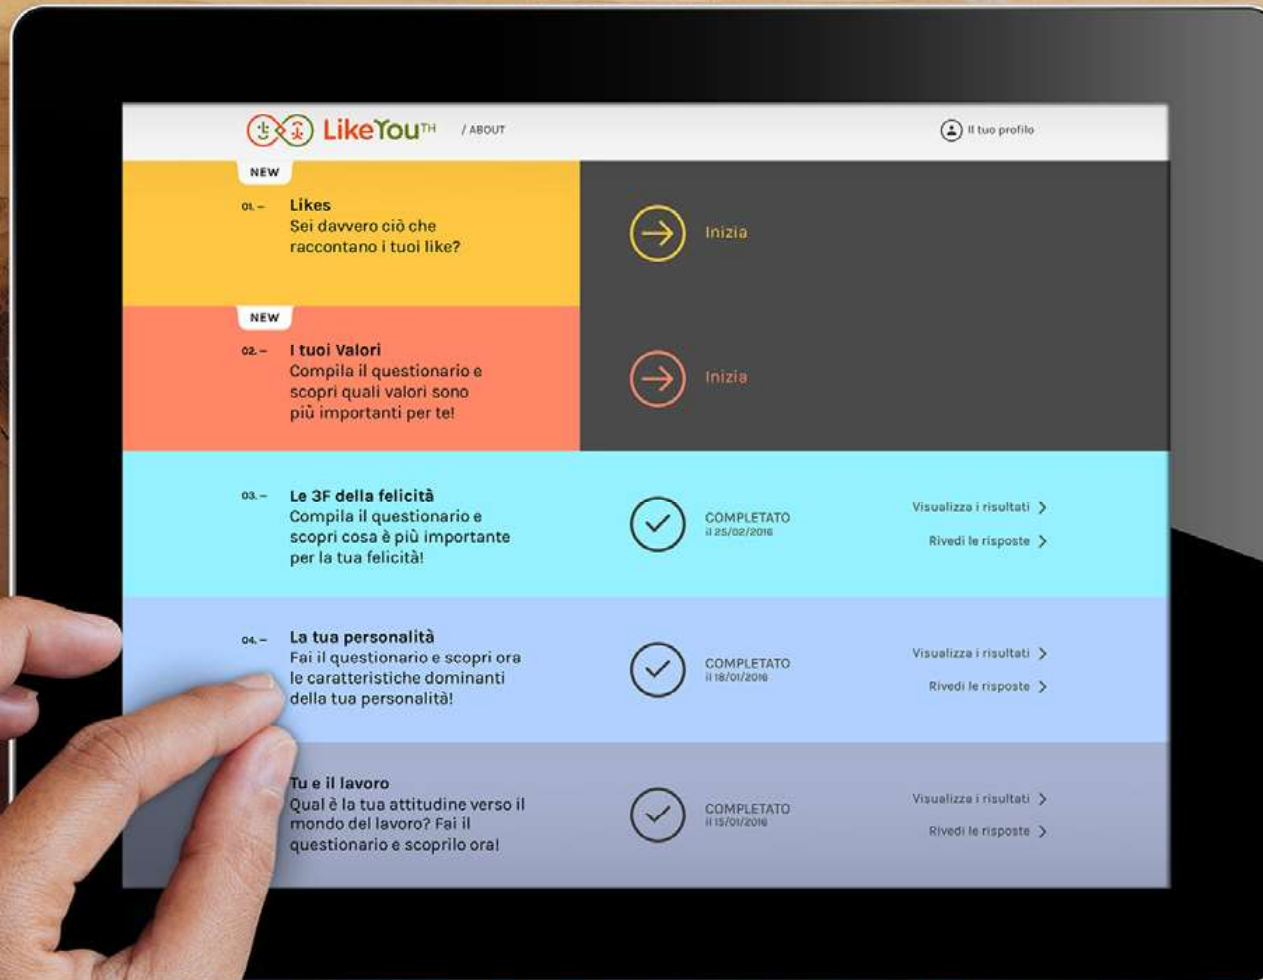 LikeYouTH / ABOUT
Il tuo profilo
NEW
01. – Likes
Sei davvero ciò che
raccontano i tuoi like?
Inizia
NEW
02. – I tuoi Valori
Compila il questionario e
scopri quali valori sono
più importanti per te!
Inizia
03. – Le 3F della felicità
Compila il questionario e
scopri cosa è più importante
per la tua felicità!
COMPLETATO
il 25/02/2016
Visualizza i risultati
Rivedi le risposte
04. – La tua personalità
Fai il questionario e scopri ora
le caratteristiche dominanti
della tua personalità!
COMPLETATO
il 18/01/2016
Visualizza i risultati
Rivedi le risposte
Tu e il lavoro
Qual è la tua attitudine verso il
mondo del lavoro? Fai il
questionario e scoprilo ora!
COMPLETATO
il 15/01/2016
Visualizza i risultati
Rivedi le risposte